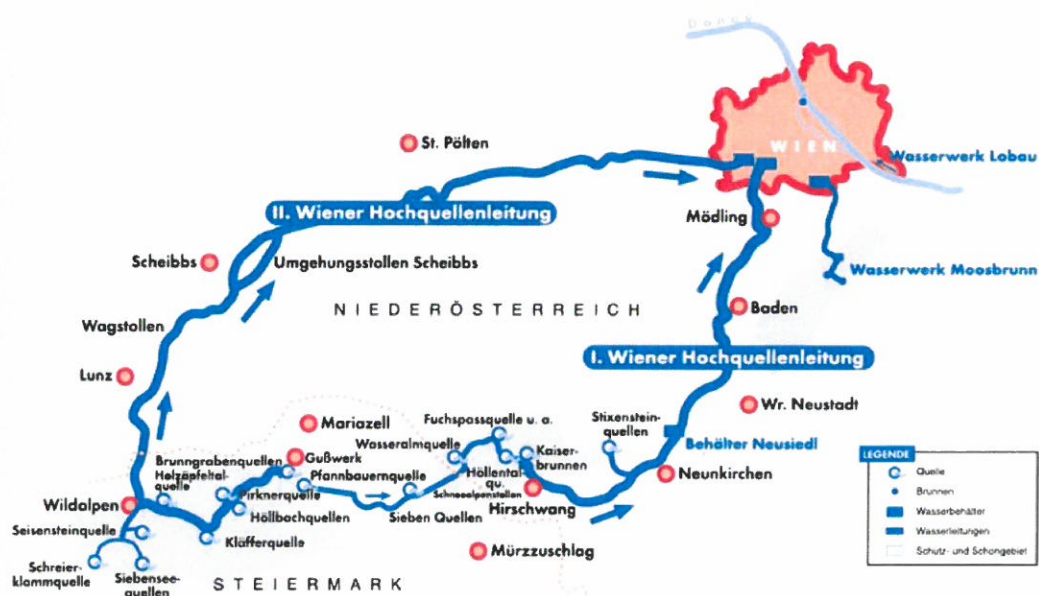 Donau
WIEN
Wasserwerk Lobau
St. Pölten
II. Wiener Hochquellenleitung
Mödling
Scheibbs
Umgehungsstollen Scheibbs
Wasserwerk Moosbrunn
NIEDERÖSTERREICH
Baden
Wagstollen
I. Wiener Hochquellenleitung
Lunz
Mariazell
Fuchspassquelle u. a.
Stixenstein-
quellen
Wr. Neustadt
Wasseralmquelle
Kaiser-
brunnen
Behälter Neusiedl
Gußwerk
Brunngrabenquellen
Holzäpfeltal-
quelle
Pfannbauernquelle
Höllental-
qu.
Schneealpenstollen
Neunkirchen
Pirknerquelle
Hirschwang
Wildalpen
Höllbachquellen
Sieben Quellen
Seisensteinquelle
Kläfferquelle
Mürzzuschlag
Schreier-
klammquelle
Siebensee-
quellen
STEIERMARK
LEGENDE
Quelle
Brunnen
Wasserbehälter
Wasserleitungen
Schutz- und Schongebiet